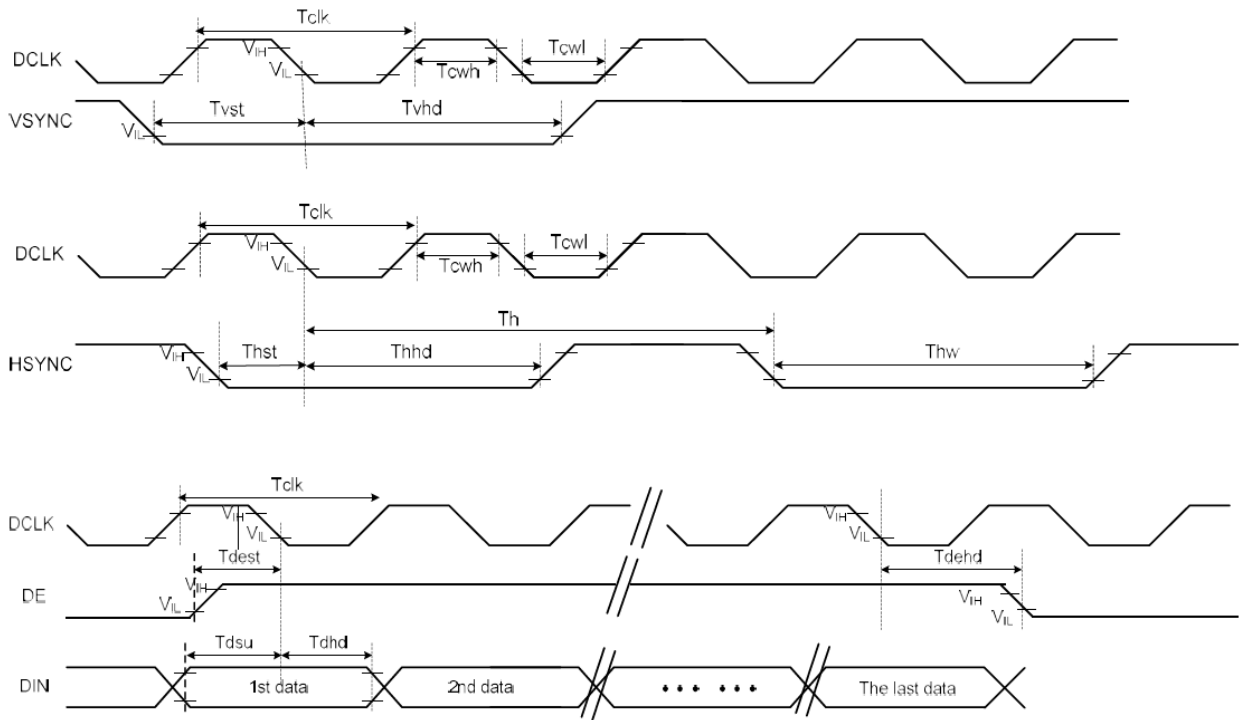 Tclk
DCLK VIH VIL Tcwh Tcwl
VSYNC VIL Tvst Tvhd
Tclk
DCLK VIH VIL Tcwh Tcwl
Th
HSYNC VIH VIL Thst Thhd Thw
Tclk
DCLK VIH VIL VIH VIL
Tdest Tdehd
DE VIH VIL VIH VIL
Tdsu Tdhd
DIN 1st data 2nd data ••• ••• The last data